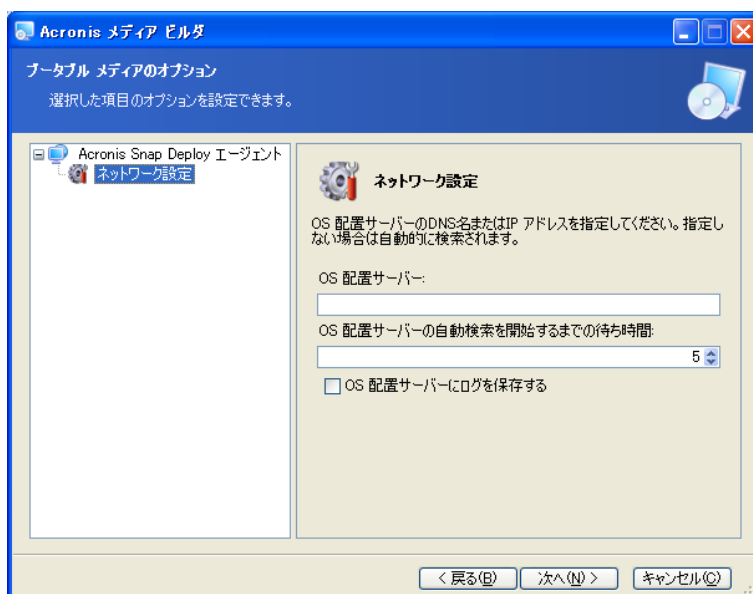 Acronis メディア ビルダ
ブータブル メディアのオプション
選択した項目のオプションを設定できます。
Acronis Snap Deploy エージェント
ネットワーク設定
ネットワーク設定
OS 配置サーバーのDNS名またはIP アドレスを指定してください。指定し
ない場合は自動的に検索されます。
OS 配置サーバー:
OS 配置サーバーの自動検索を開始するまでの待ち時間:
5
OS 配置サーバーにログを保存する
< 戻る(B)
次へ(N) >
キャンセル(C)